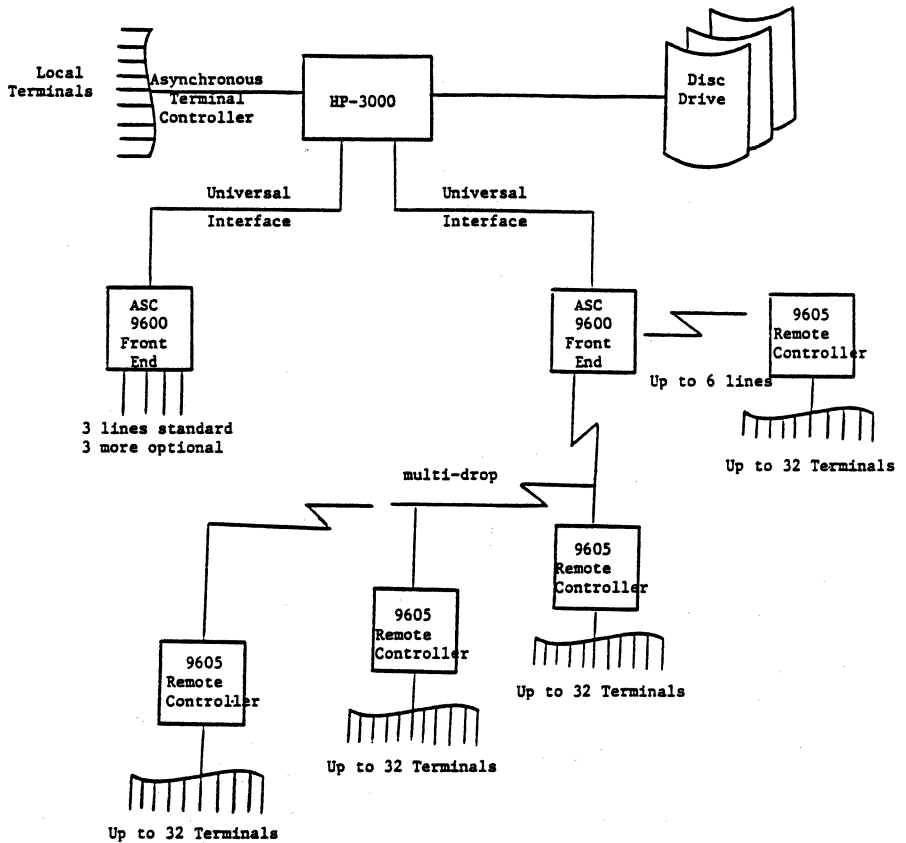 Local
Terminals
Asynchronous
Terminal
Controller
HP-3000
Disc
Drive
Universal
Interface
Universal
Interface
ASC
9600
Front
End
3 lines standard
3 more optional
ASC
9600
Front
End
Up to 6 lines
9605
Remote
Controller
Up to 32 Terminals
multi-drop
9605
Remote
Controller
Up to 32 Terminals
9605
Remote
Controller
Up to 32 Terminals
9605
Remote
Controller
Up to 32 Terminals